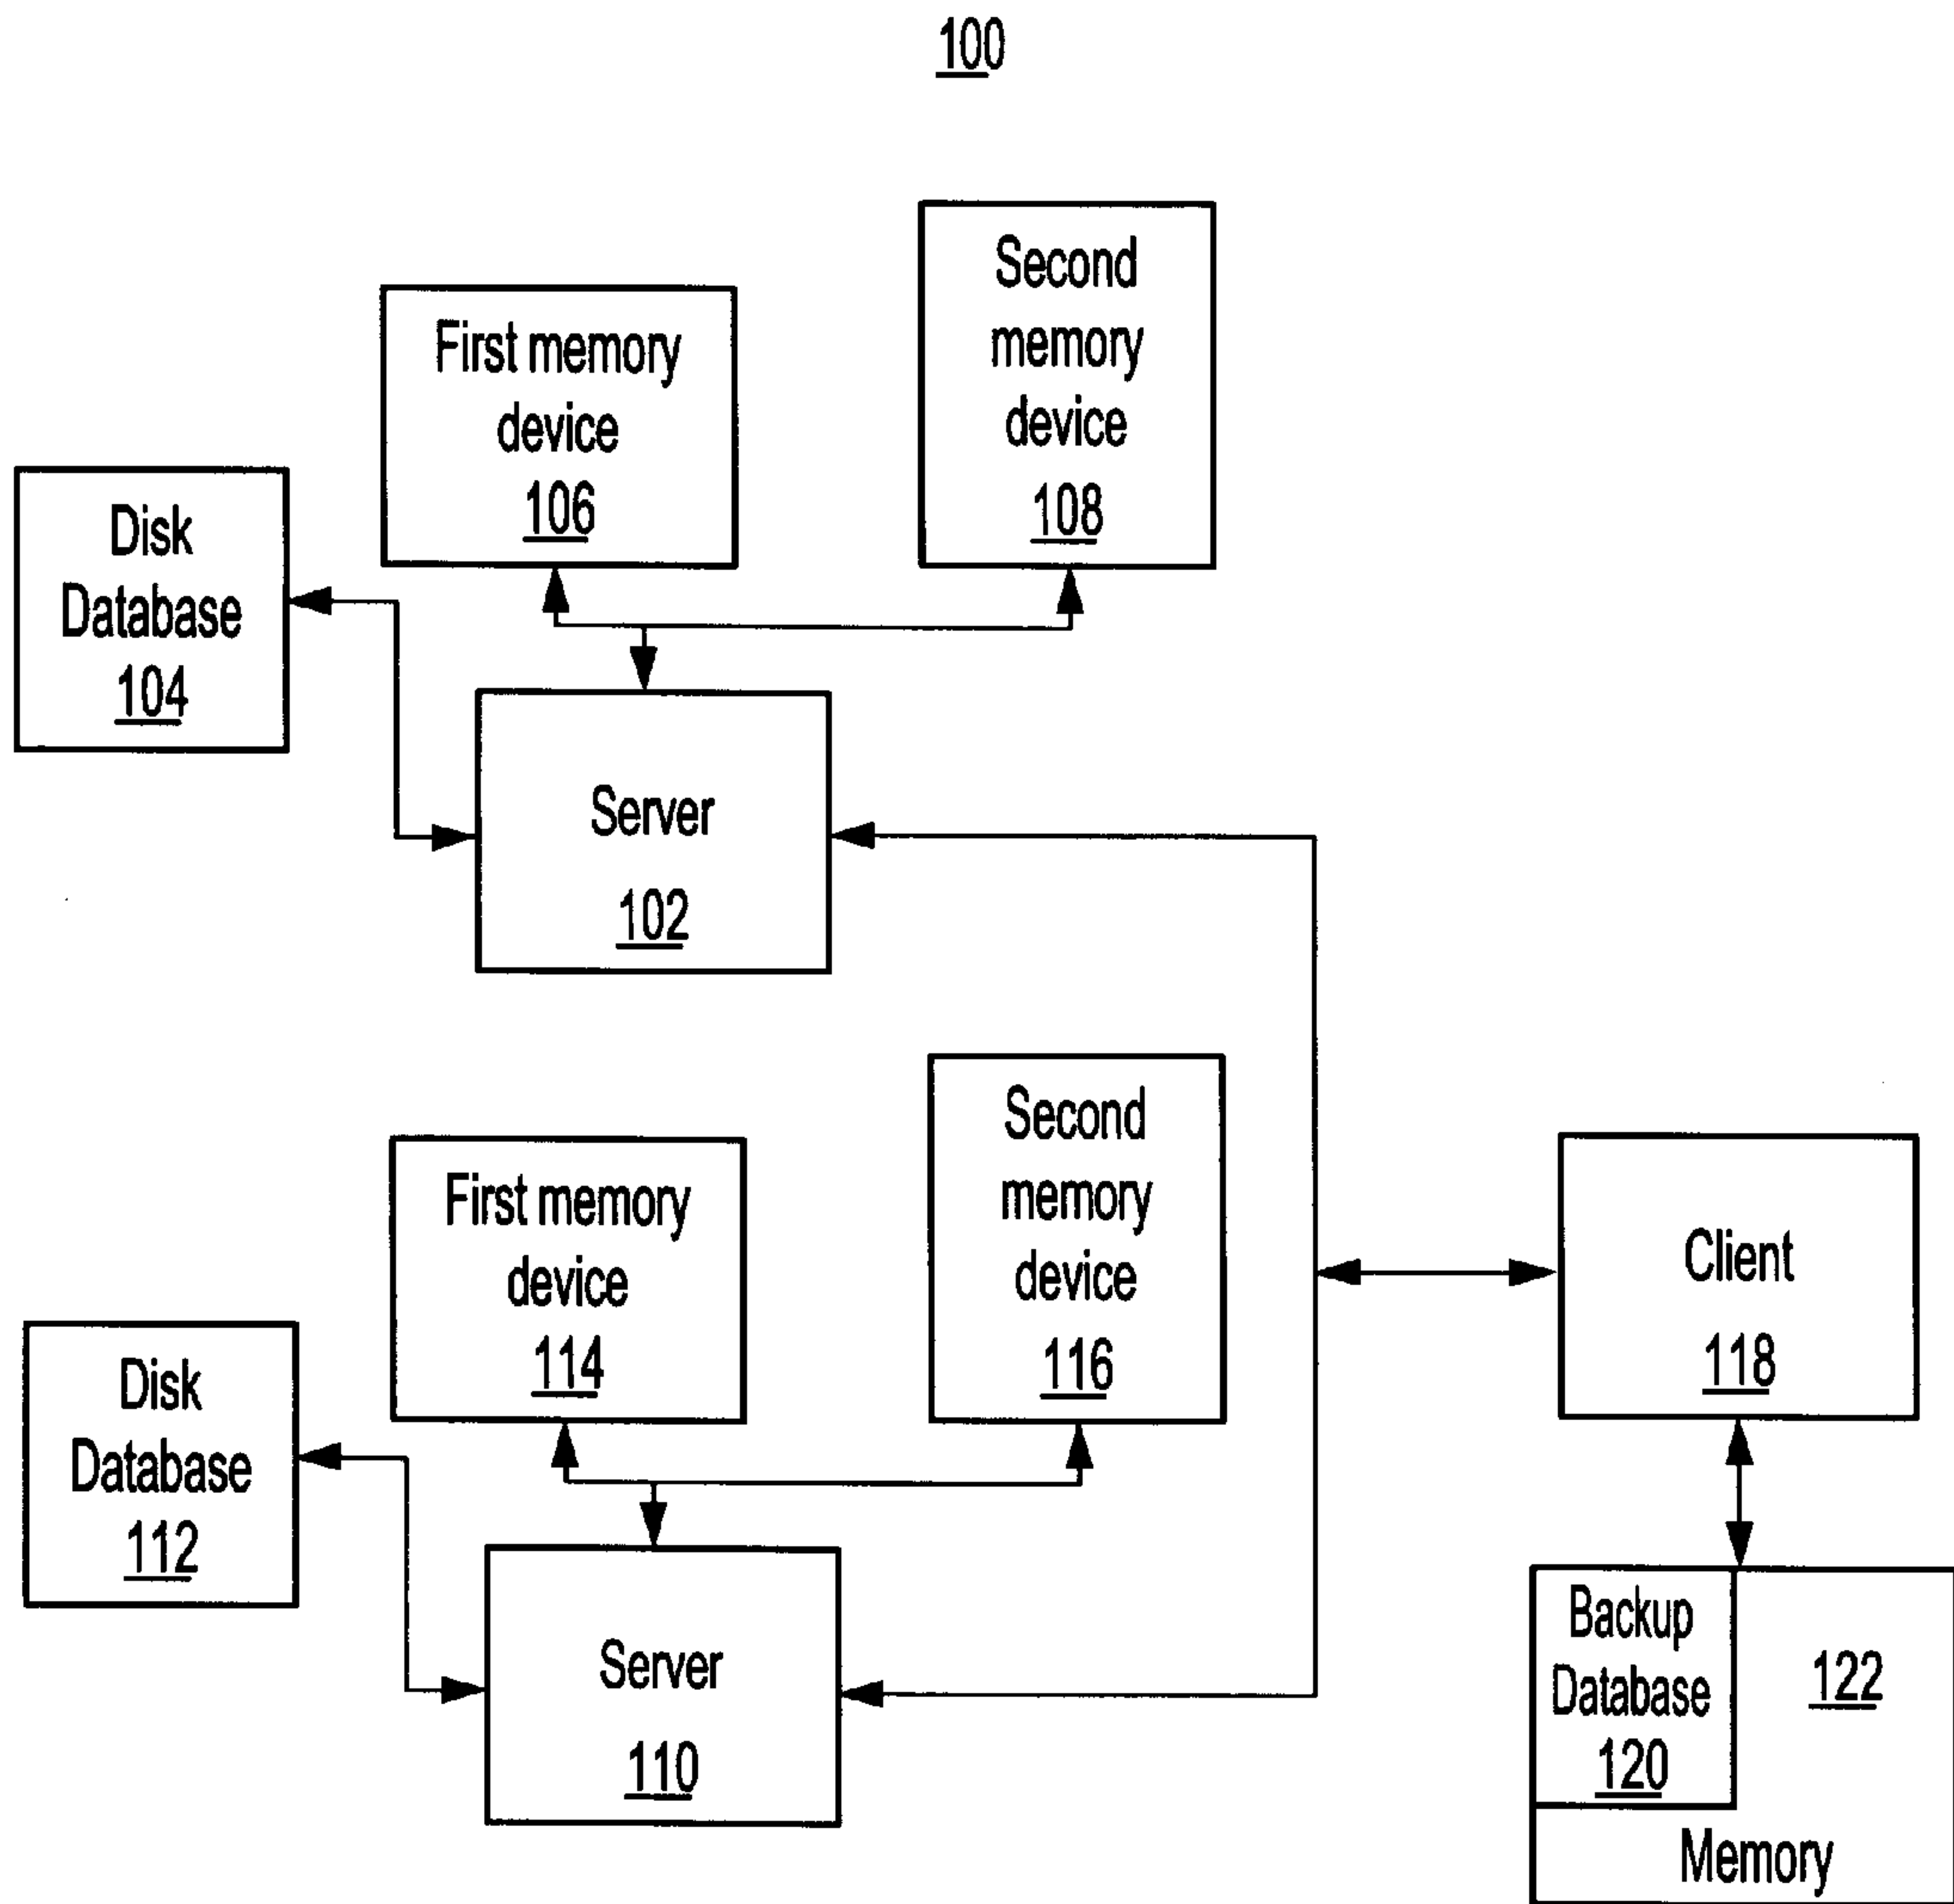 100
Second
memory
device
108
First memory
device
106
Disk
Database
104
Server
102
Second
memory
device
116
First memory
device
114
Client
118
Disk
Database
112
Server
110
Backup
Database
120
122
Memory